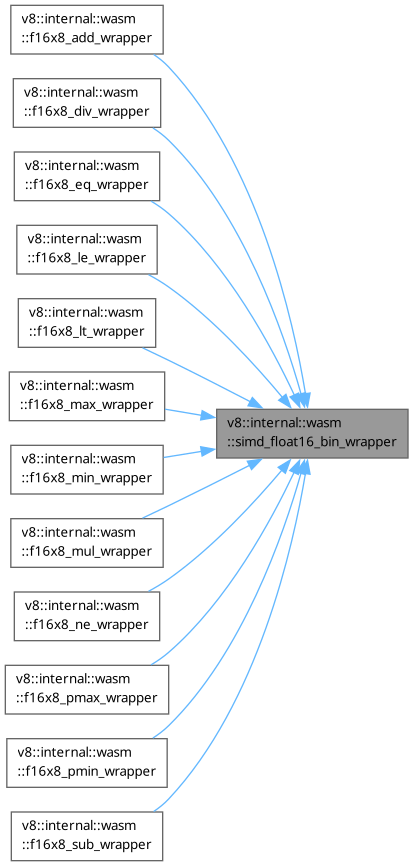 v8::internal::wasm
::f16x8_add_wrapper
v8::internal::wasm
::f16x8_div_wrapper
v8::internal::wasm
::f16x8_eq_wrapper
v8::internal::wasm
::f16x8_le_wrapper
v8::internal::wasm
::f16x8_lt_wrapper
v8::internal::wasm
::f16x8_max_wrapper
v8::internal::wasm
::simd_float16_bin_wrapper
v8::internal::wasm
::f16x8_min_wrapper
v8::internal::wasm
::f16x8_mul_wrapper
v8::internal::wasm
::f16x8_ne_wrapper
v8::internal::wasm
::f16x8_pmax_wrapper
v8::internal::wasm
::f16x8_pmin_wrapper
v8::internal::wasm
::f16x8_sub_wrapper